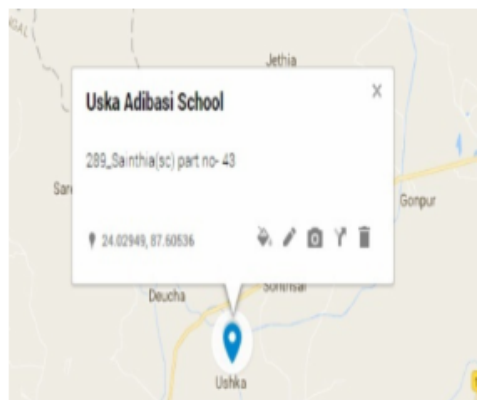 Jethia
Uska Adibasi School
289_Sainthia(sc) part no- 43
Gonpur
24.02949, 87.60536
Deucha
Ushka